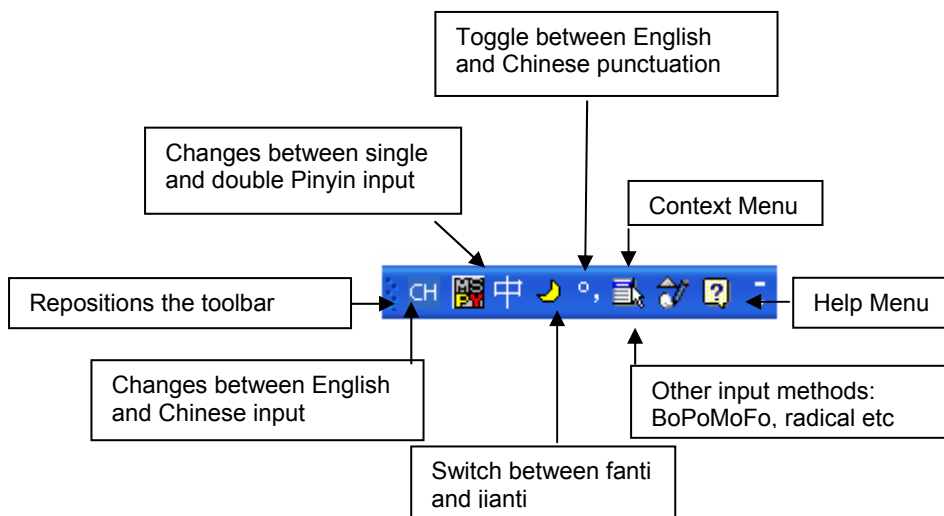 Toggle between English
and Chinese punctuation
Changes between single
and double Pinyin input
Context Menu
Repositions the toolbar
CH
MS
PY
中
°,
?
Help Menu
Changes between English
and Chinese input
Other input methods:
BoPoMoFo, radical etc
Switch between fanti
and jianti